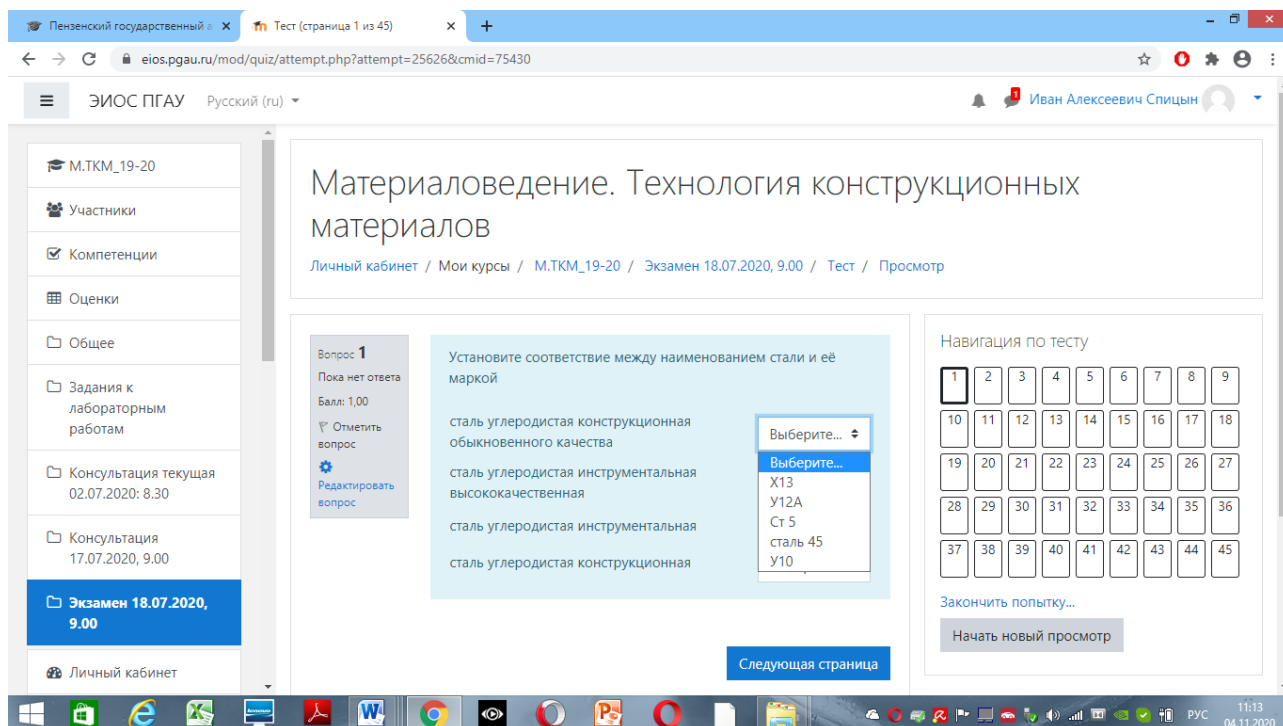 Пензенский государственный а
Тест (страница 1 из 45)
eios.pgau.ru/mod/quiz/attempt.php?attempt=25626&cmid=75430
ЭИОС ПГАУ Русский (ru)
1
Иван Алексеевич Спицын
М.ТКМ_19-20
Участники
Компетенции
Оценки
Общее
Задания к
лабораторным
работам
Консультация текущая
02.07.2020: 8.30
Консультация
17.07.2020, 9.00
Экзамен 18.07.2020,
9.00
Личный кабинет
Материаловедение. Технология конструкционных
материалов
Личный кабинет / Мои курсы / М.ТКМ_19-20 / Экзамен 18.07.2020, 9.00 / Тест / Просмотр
Вопрос 1
Пока нет ответа
Балл: 1,00
Отметить
вопрос
Редактировать
вопрос
Установите соответствие между наименованием стали и её
маркой
сталь углеродистая конструкционная
обыкновенного качества
сталь углеродистая инструментальная
высококачественная
сталь углеродистая инструментальная
сталь углеродистая конструкционная
Выберите...
Выберите...
Х13
У12А
Ст 5
сталь 45
У10
Следующая страница
Навигация по тесту
1 2 3 4 5 6 7 8 9
10 11 12 13 14 15 16 17 18
19 20 21 22 23 24 25 26 27
28 29 30 31 32 33 34 35 36
37 38 39 40 41 42 43 44 45
Закончить попытку...
Начать новый просмотр
РУС
11:13
04.11.2020